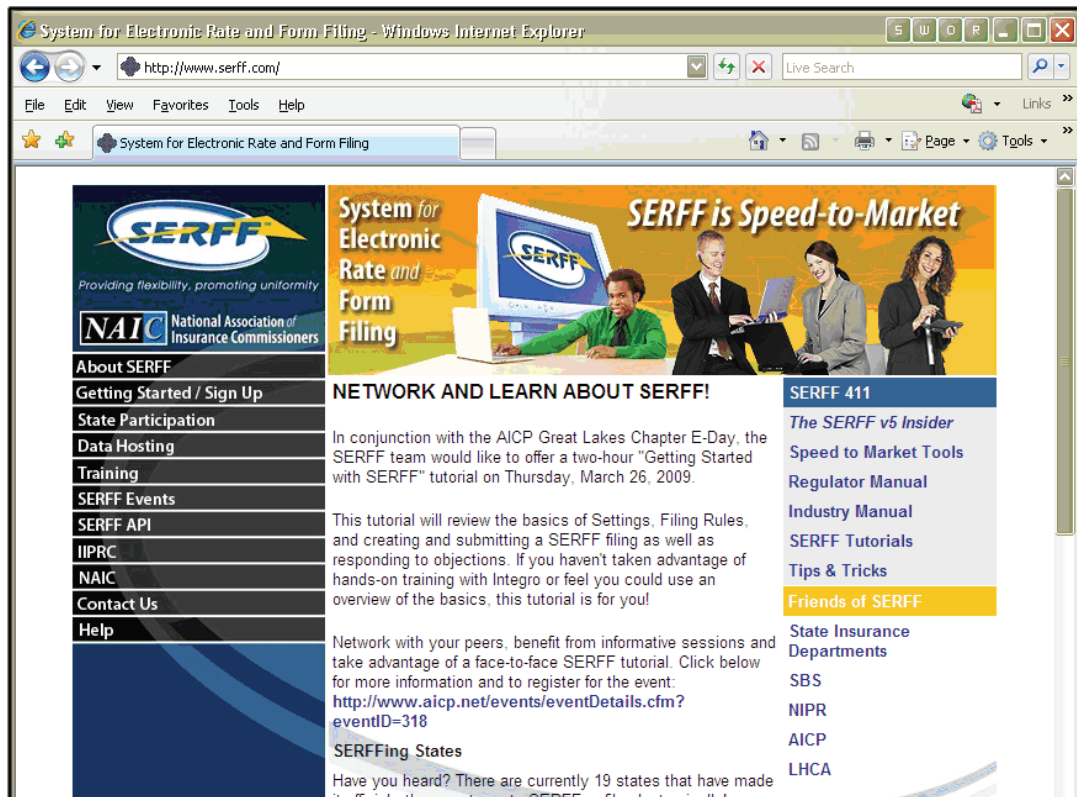 System for Electronic Rate and Form Filing - Windows Internet Explorer
S W O R
http://www.serff.com/
Live Search
File Edit View Favorites Tools Help
Links »
System for Electronic Rate and Form Filing
Page Tools »
SERFF
Providing flexibility, promoting uniformity
NAIC National Association of
Insurance Commissioners
System for
Electronic
Rate and
Form
Filing
SERFF
SERFF is Speed-to-Market
About SERFF
Getting Started / Sign Up
State Participation
Data Hosting
Training
SERFF Events
SERFF API
IIPRC
NAIC
Contact Us
Help
NETWORK AND LEARN ABOUT SERFF!
In conjunction with the AICP Great Lakes Chapter E-Day, the
SERFF team would like to offer a two-hour "Getting Started
with SERFF" tutorial on Thursday, March 26, 2009.
This tutorial will review the basics of Settings, Filing Rules,
and creating and submitting a SERFF filing as well as
responding to objections. If you haven't taken advantage of
hands-on training with Integro or feel you could use an
overview of the basics, this tutorial is for you!
Network with your peers, benefit from informative sessions and
take advantage of a face-to-face SERFF tutorial. Click below
for more information and to register for the event:
http://www.aicp.net/events/eventDetails.cfm?
eventID=318
SERFFing States
Have you heard? There are currently 19 states that have made
SERFF 411
The SERFF v5 Insider
Speed to Market Tools
Regulator Manual
Industry Manual
SERFF Tutorials
Tips & Tricks
Friends of SERFF
State Insurance
Departments
SBS
NIPR
AICP
LHCA